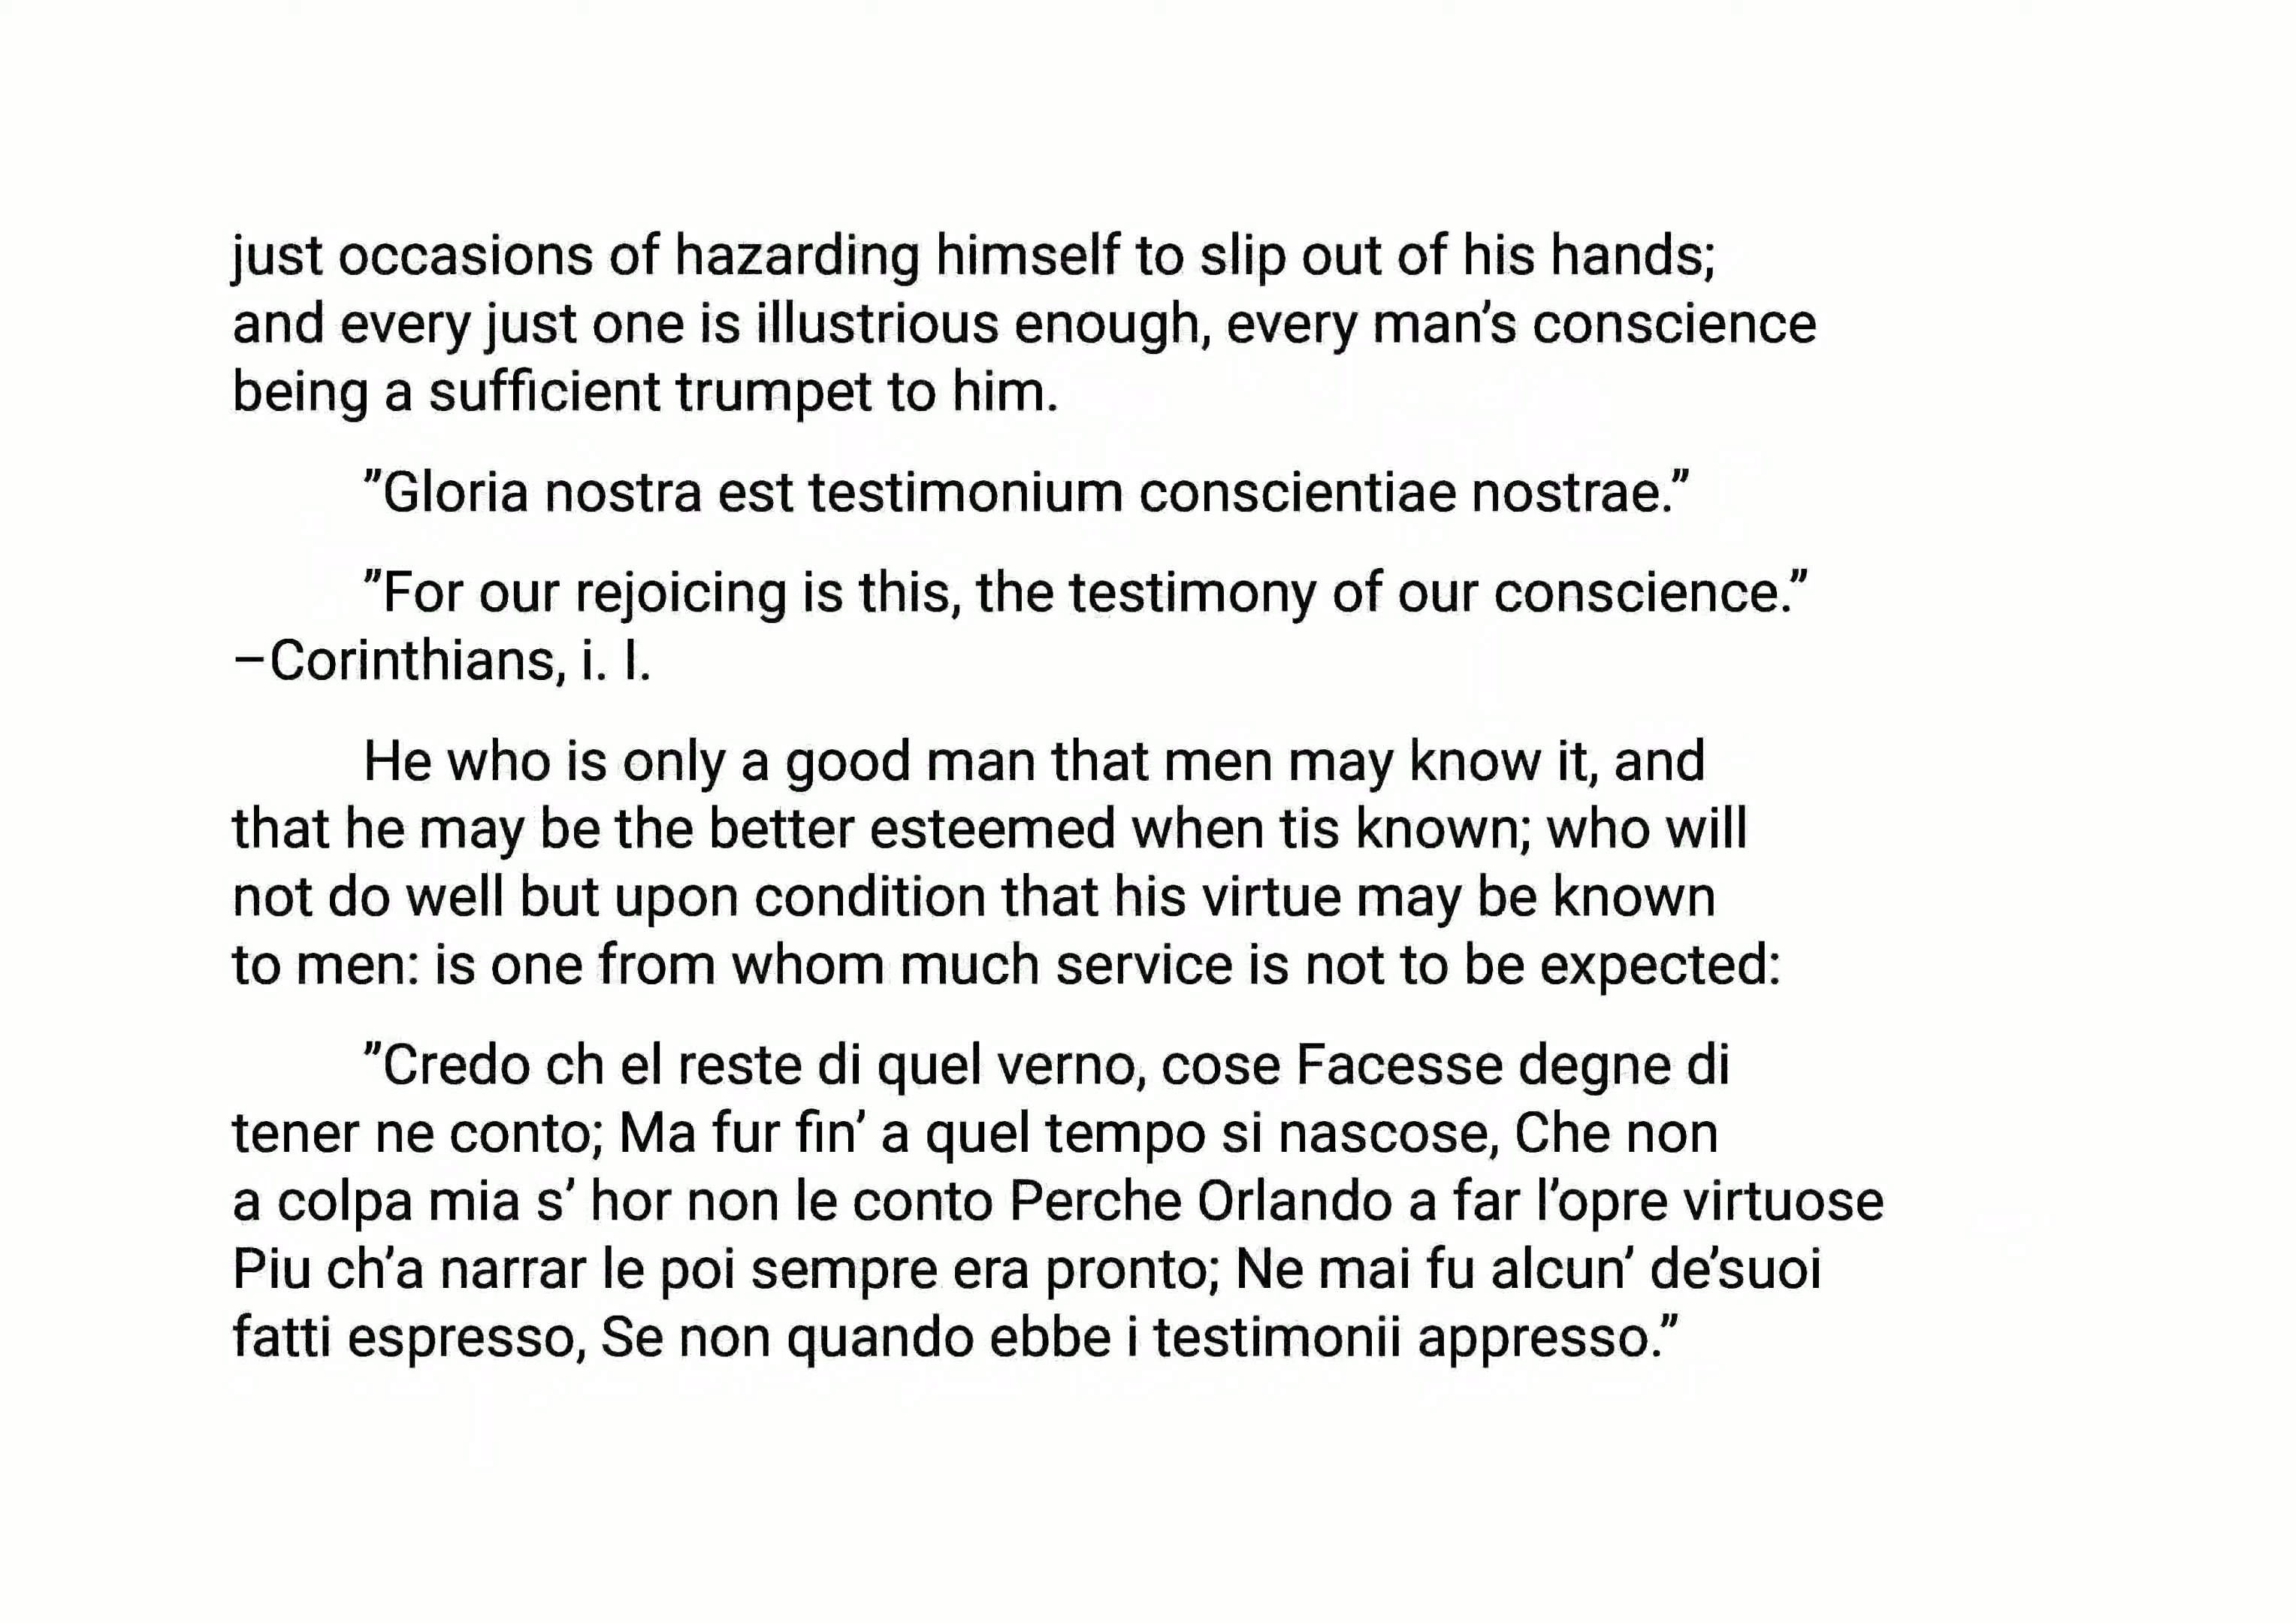 just occasions of hazarding himself to slip out of his hands;
and every just one is illustrious enough, every man’s conscience
being a sufficient trumpet to him.
”Gloria nostra est testimonium conscientiae nostrae.”
”For our rejoicing is this, the testimony of our conscience.”
–Corinthians, i. I.
He who is only a good man that men may know it, and
that he may be the better esteemed when tis known; who will
not do well but upon condition that his virtue may be known
to men: is one from whom much service is not to be expected:
”Credo ch el reste di quel verno, cose Facesse degne di
tener ne conto; Ma fur fin’ a quel tempo si nascose, Che non
a colpa mia s’ hor non le conto Perche Orlando a far l’opre virtuose
Piu ch’a narrar le poi sempre era pronto; Ne mai fu alcun’ de’suoi
fatti espresso, Se non quando ebbe i testimonii appresso.”